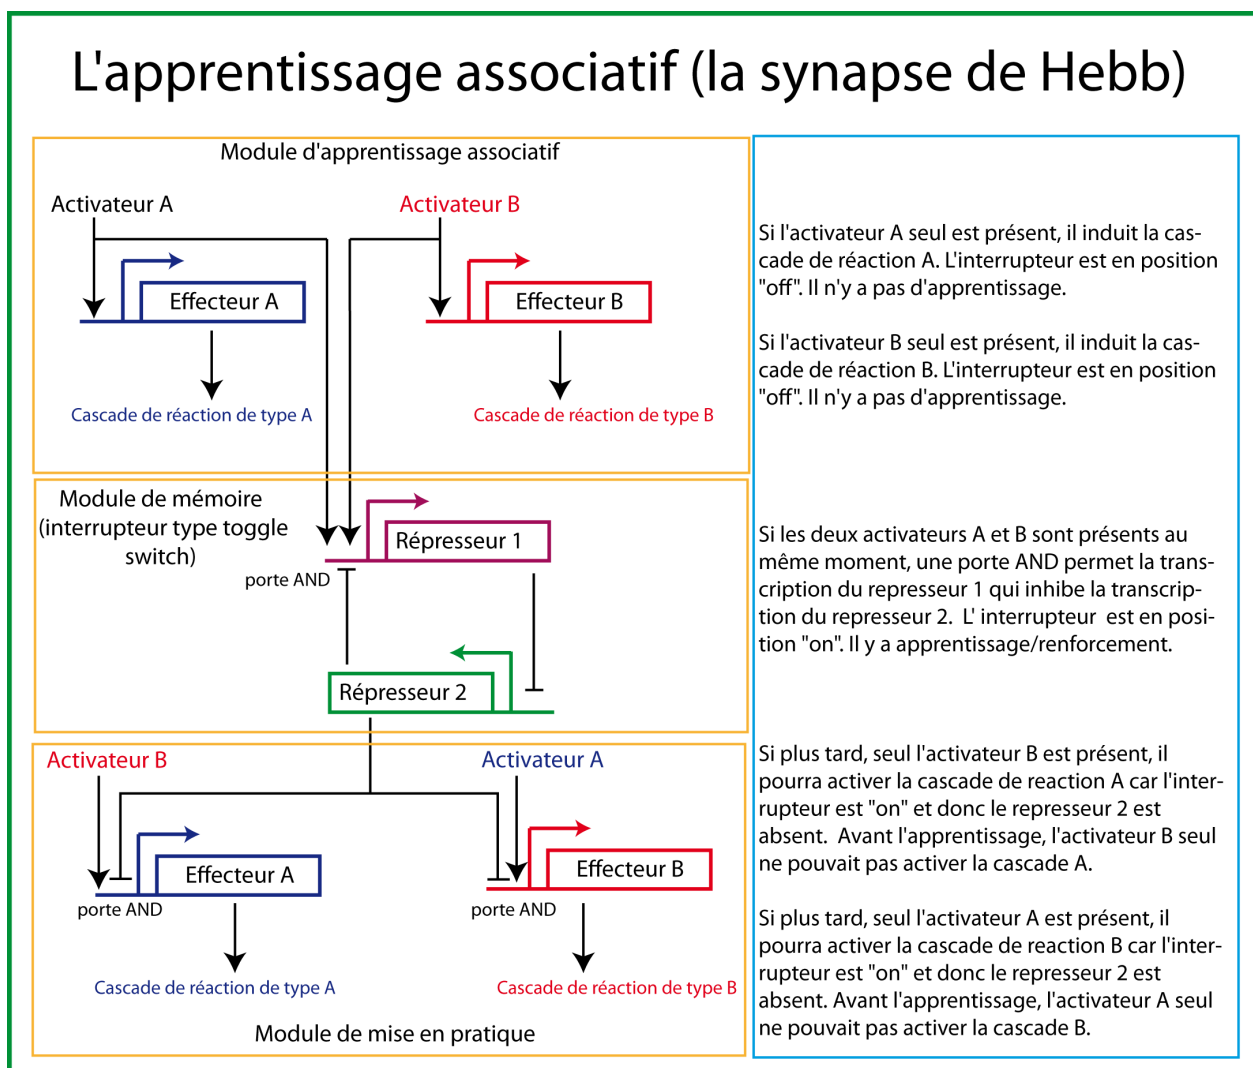 L'apprentissage associatif (la synapse de Hebb)
Module d'apprentissage associatif
Activateur A
Activateur B
Effecteur A
Effecteur B
Cascade de réaction de type A
Cascade de réaction de type B
Module de mémoire
(interrupteur type toggle
switch)
Répresseur 1
porte AND
Répresseur 2
Activateur B
Activateur A
Effecteur A
Effecteur B
porte AND
porte AND
Cascade de réaction de type A
Cascade de réaction de type B
Module de mise en pratique
Si l'activateur A seul est présent, il induit la cas-
cade de réaction A. L'interrupteur est en position
"off". Il n'y a pas d'apprentissage.
Si l'activateur B seul est présent, il induit la cas-
cade de réaction B. L'interrupteur est en position
"off". Il n'y a pas d'apprentissage.
Si les deux activateurs A et B sont présents au
même moment, une porte AND permet la trans-
cription du represseur 1 qui inhibe la transcrip-
tion du represseur 2.  L' interrupteur  est en posi-
tion "on". Il y a apprentissage/renforcement.
Si plus tard, seul l'activateur B est présent, il
pourra activer la cascade de reaction A car l'inter-
rupteur est "on" et donc le represseur 2 est
absent.  Avant l'apprentissage, l'activateur B seul
ne pouvait pas activer la cascade A.
Si plus tard, seul l'activateur A est présent, il
pourra activer la cascade de reaction B car l'inter-
rupteur est "on" et donc le represseur 2 est
absent. Avant l'apprentissage, l'activateur A seul
ne pouvait pas activer la cascade B.